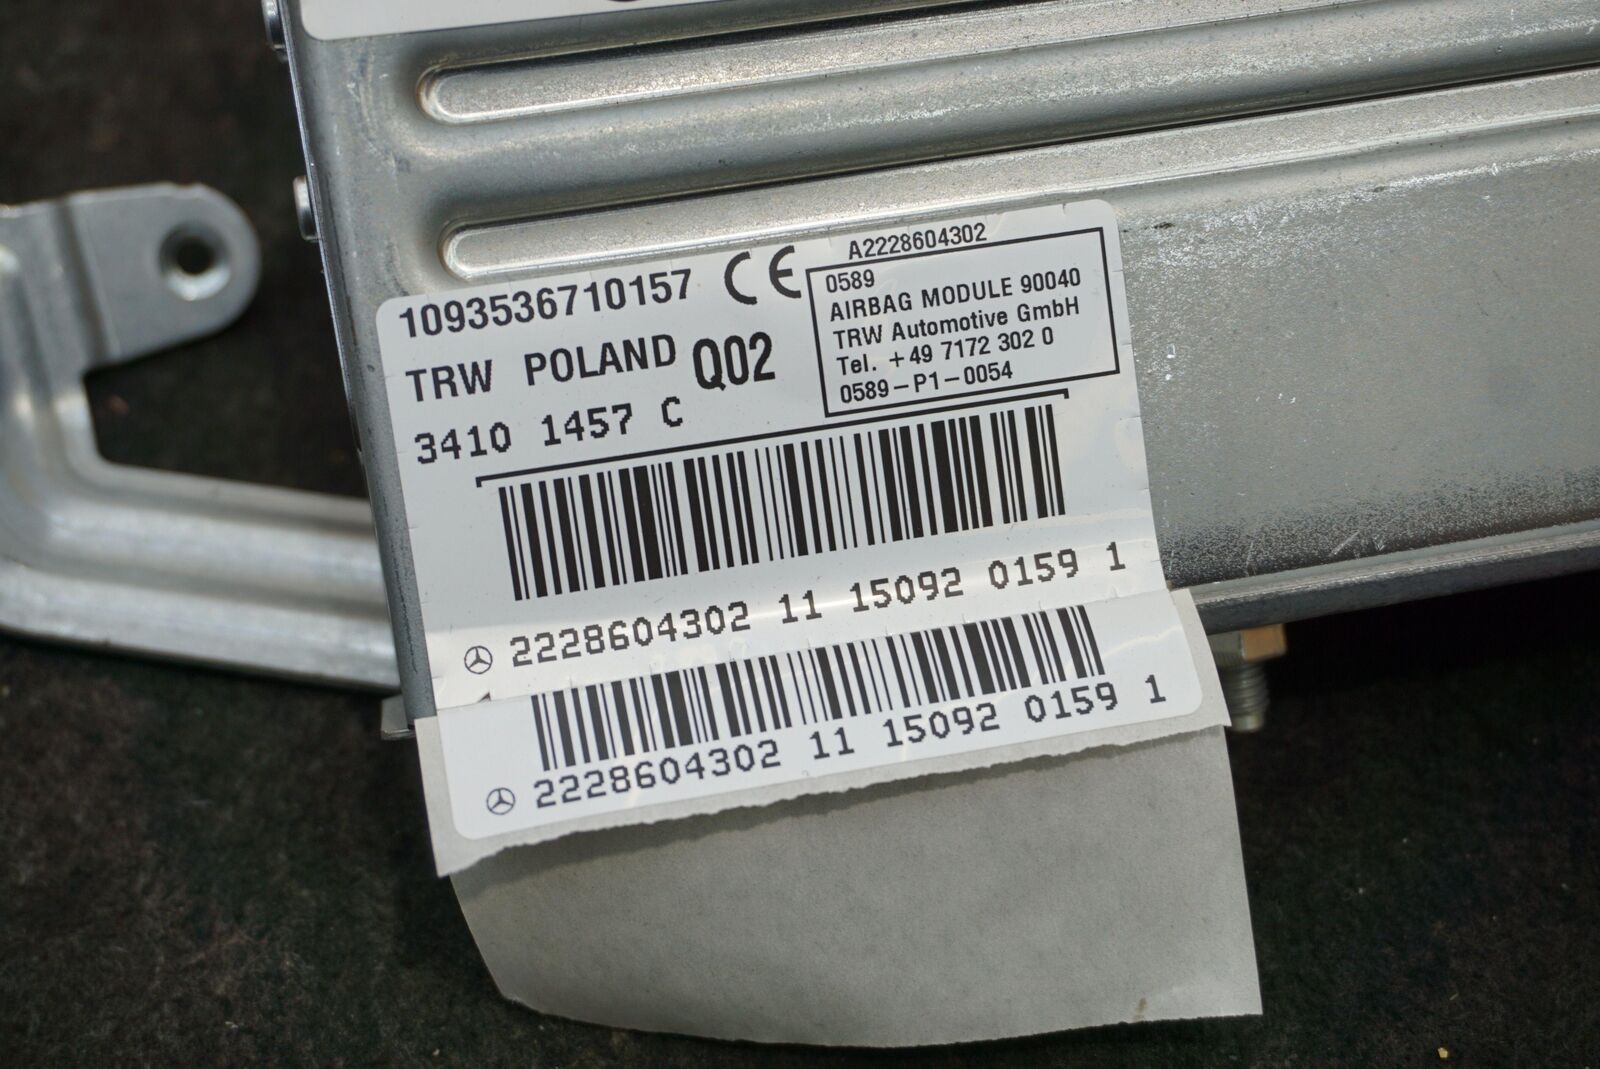 1093536710157 CE
TRW POLAND Q02
3410 1457 C
A2228604302
0589
AIRBAG MODULE 90040
TRW Automotive GmbH
Tel. +49 7172 302 0
0589-P1-0054
2228604302 11 15092 0159 1
2228604302 11 15092 0159 1